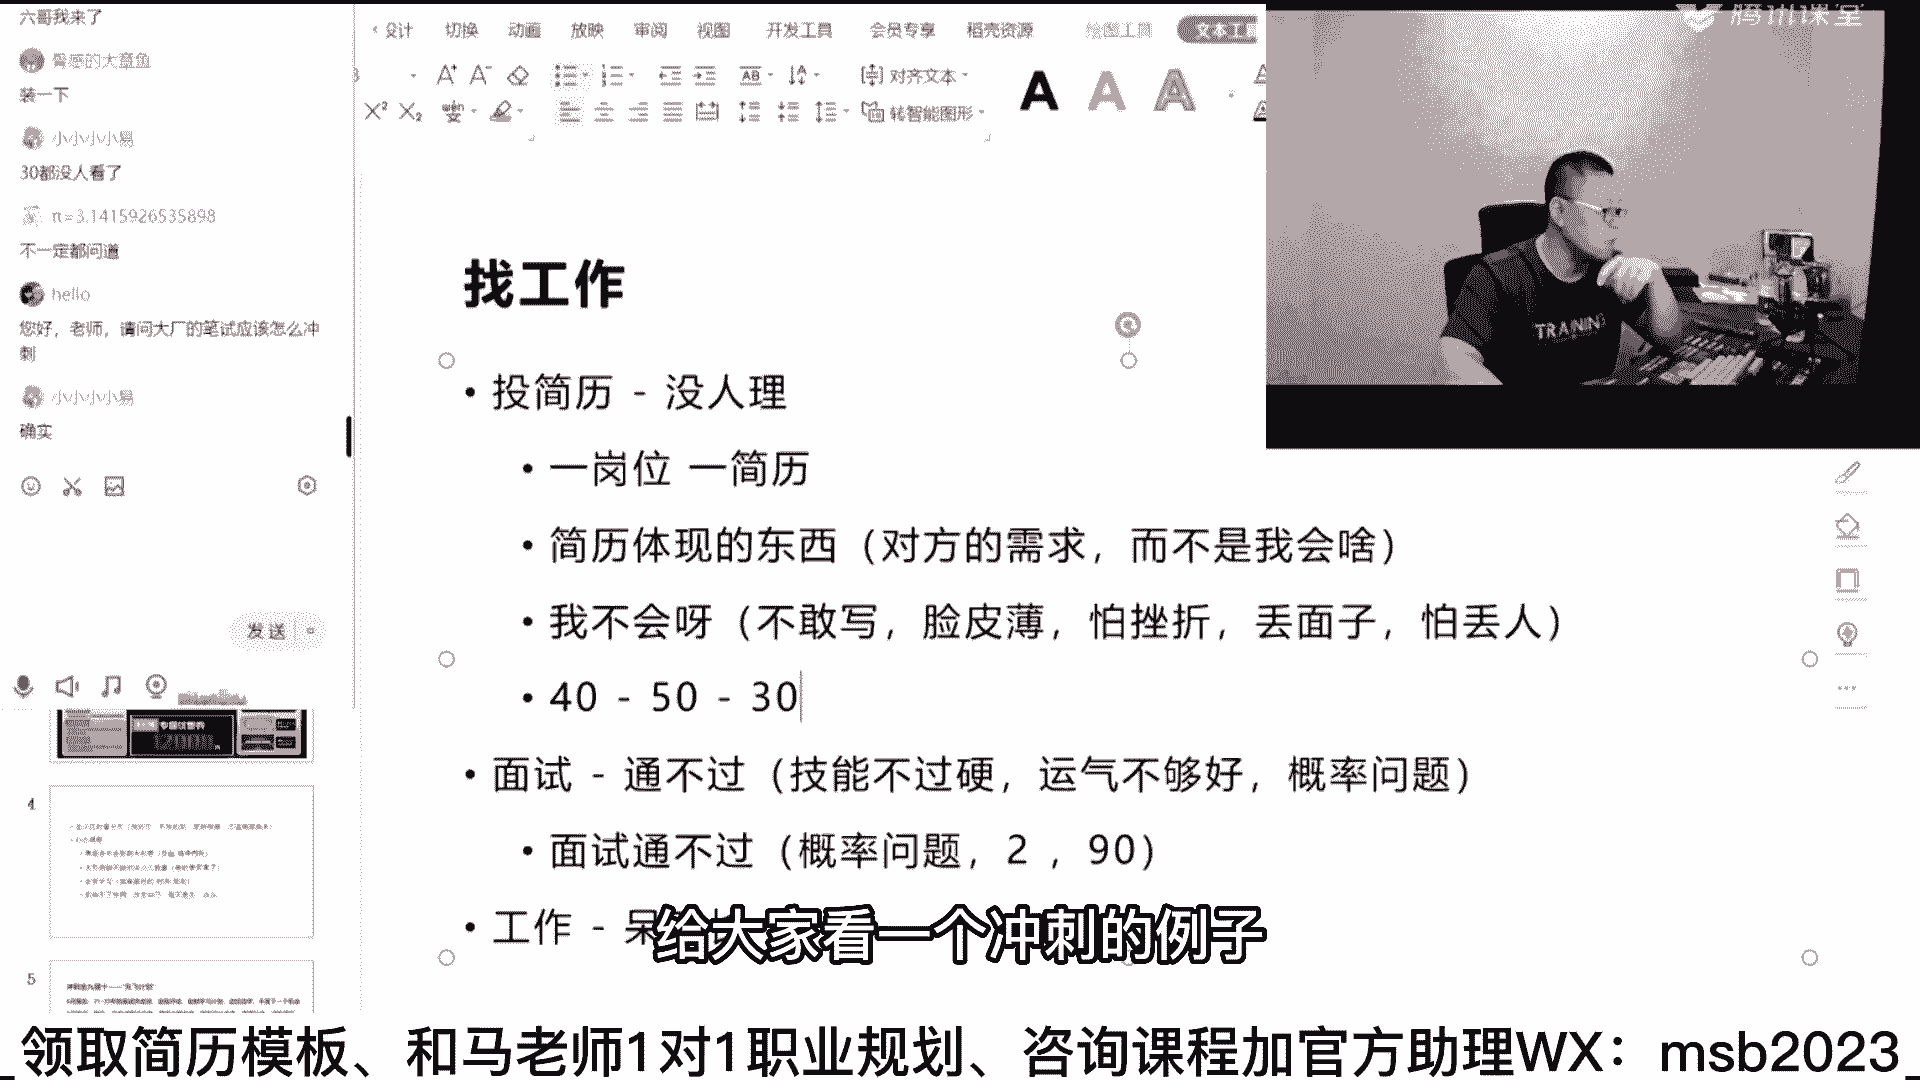 六哥我来了
臀感的大章鱼
装一下
小小小小易
30都没人看了
π=3.1415926535898
不一定都问道
hello
您好，老师，请问大厂的笔试应该怎么冲
刺
小小小小易
确实
发送
设计 切换 动画 放映 审阅 视图 开发工具 会员专享 稻壳资源 绘图工具 文本工具
对齐文本
转智能图形
腾讯课堂
TRAINING
找工作
• 投简历 - 没人理
• 一岗位 一简历
• 简历体现的东西（对方的需求，而不是我会啥）
• 我不会呀（不敢写，脸皮薄，怕挫折，丢面子，怕丢人）
• 40 - 50 - 30
• 面试 - 通不过（技能不过硬，运气不够好，概率问题）
• 面试通不过（概率问题，2 ，90）
• 工作 - 呆
给大家看一个冲刺的例子
4
5
_领取简历模板、和马老师1对1职业规划、咨询课程加官方助理WX：msb2023_